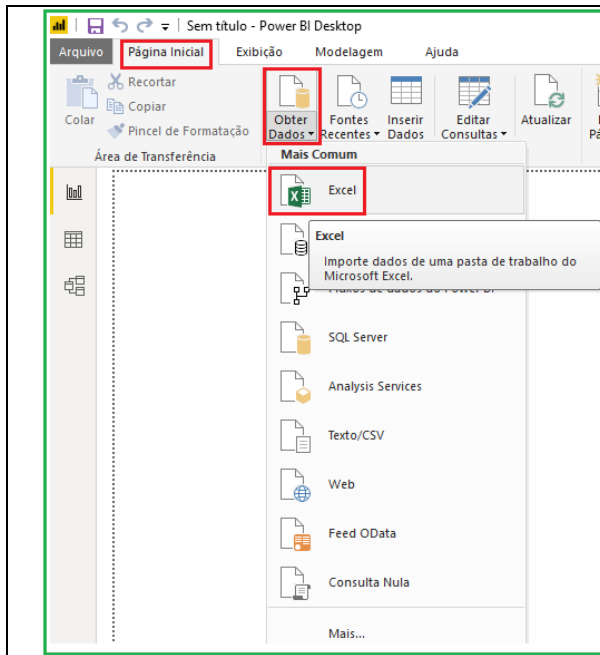 Sem título - Power BI Desktop
Arquivo Página Inicial Exibição Modelagem Ajuda
Colar
Recortar
Copiar
Pincel de Formatação
Área de Transferência
Obter Dados
Fontes Recentes
Inserir Dados
Editar Consultas
Atualizar
Mais Comum
Excel
Excel
Importe dados de uma pasta de trabalho do
Microsoft Excel.
SQL Server
Analysis Services
Texto/CSV
Web
Feed OData
Consulta Nula
Mais...